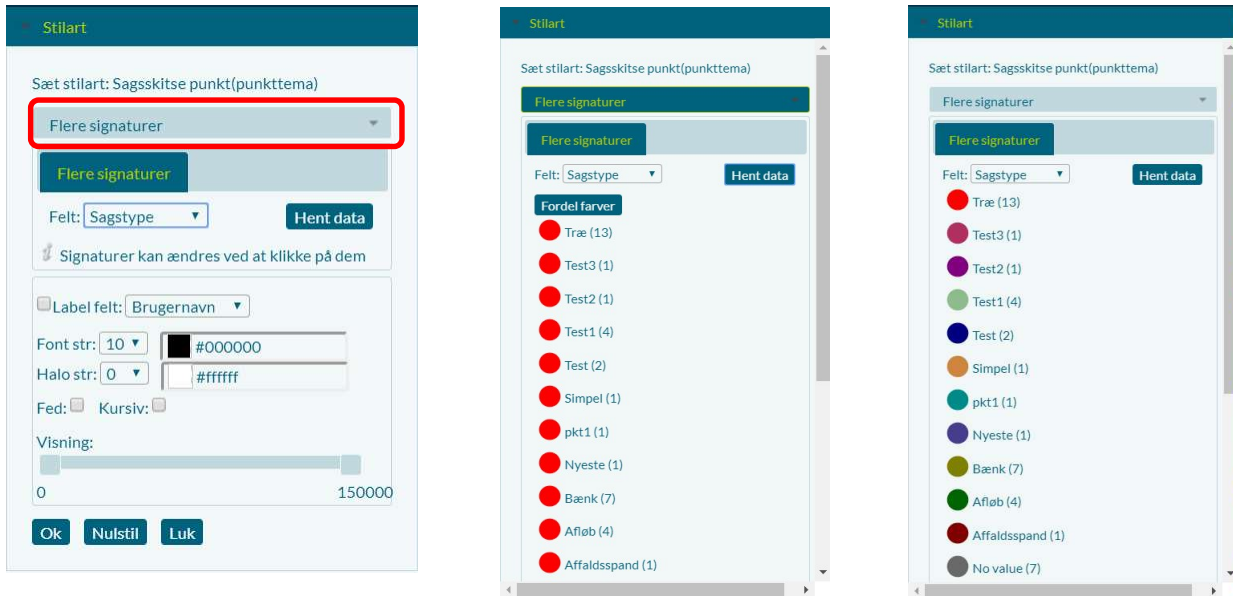 Stilart
Sæt stilart: Sagsskitse punkt(punkttema)
Flere signaturer
Flere signaturer
Felt: Sagstype Hent data
Signaturer kan ændres ved at klikke på dem
Label felt: Brugernavn
Font str: 10 #000000
Halo str: 0 #ffffff
Fed: Kursiv:
Visning:
0 150000
Ok Nulstil Luk
Stilart
Sæt stilart: Sagsskitse punkt(punkttema)
Flere signaturer
Flere signaturer
Felt: Sagstype Hent data
Fordel farver
Træ (13)
Test3 (1)
Test2 (1)
Test1 (4)
Test (2)
Simpel (1)
pkt1 (1)
Nyeste (1)
Bænk (7)
Afløb (4)
Affaldsspand (1)
Stilart
Sæt stilart: Sagsskitse punkt(punkttema)
Flere signaturer
Flere signaturer
Felt: Sagstype Hent data
Træ (13)
Test3 (1)
Test2 (1)
Test1 (4)
Test (2)
Simpel (1)
pkt1 (1)
Nyeste (1)
Bænk (7)
Afløb (4)
Affaldsspand (1)
No value (7)